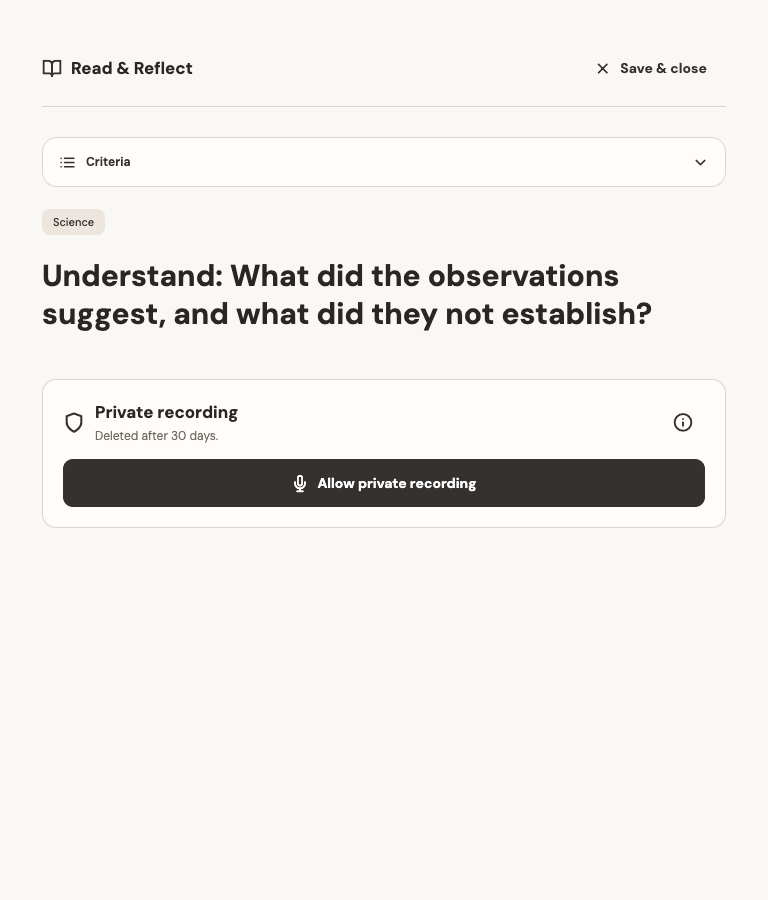 Read & Reflect
Save & close
Criteria
Science
Understand: What did the observations
suggest, and what did they not establish?
Private recording
Deleted after 30 days.
Allow private recording